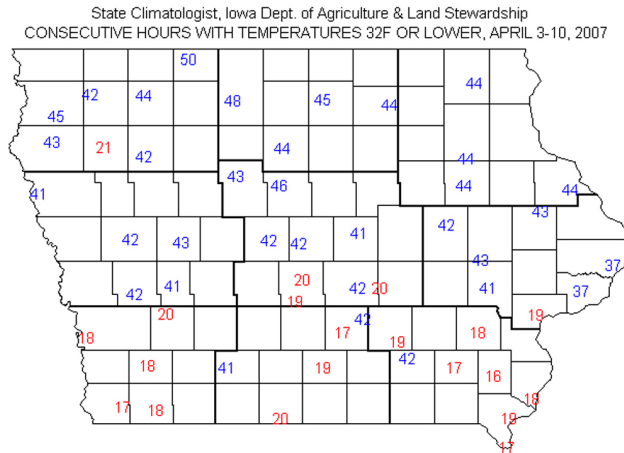 State Climatologist, Iowa Dept. of Agriculture & Land Stewardship
CONSECUTIVE HOURS WITH TEMPERATURES 32F OR LOWER, APRIL 3-10, 2007
50
44
42 44 48 45 44
45
43 21 42 44 44
43 46 44 44
41
42 43 42 42 41 42 43
43 37
42 41 20 42 20 41 37
19
20 42 19
18 17 19 18
18 41 19 42 17 16
17 18 18
20 19
17